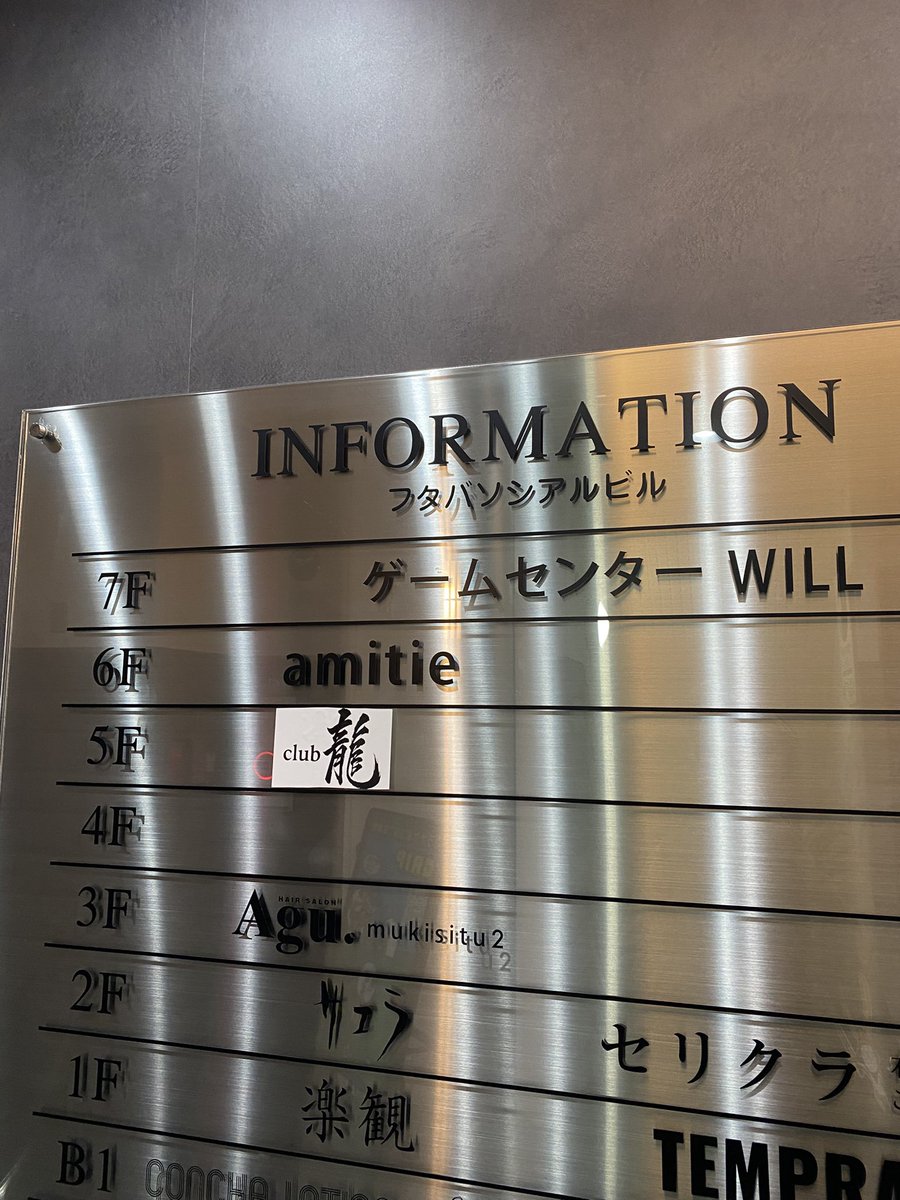 INFORMATION
フタバソシアルビル
7F ゲームセンター WILL
6F amitie
5F club 龍
4F
3F HAIR SALON Agu. mukisitu2
2F サコラ セリクラ
1F 楽観
B1 CONCHA TEMPRA